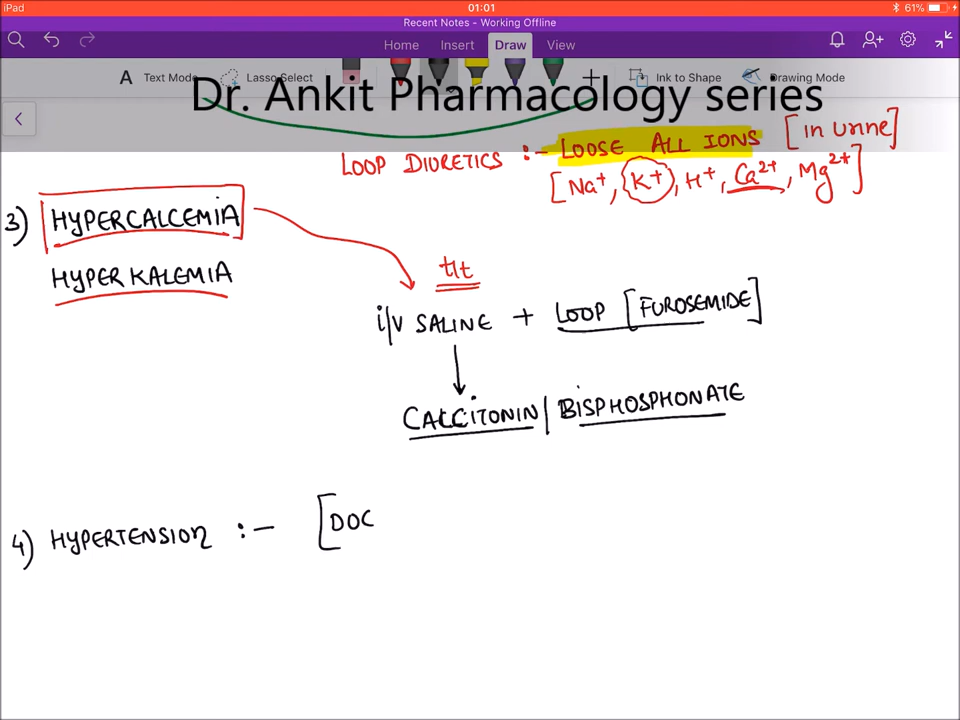 iPad
01:01
61%
Recent Notes - Working Offline
Home Insert Draw View
Text Mode Lasso Select Ink to Shape Drawing Mode
Dr. Ankit Pharmacology series
LOOP DIURETICS :- LOOSE ALL IONS [in urine]
[Na+, K+, H+, Ca2+, Mg2+]
3) HYPERCALCEMIA
HYPERKALEMIA
tlt
i/v SALINE + LOOP [FUROSEMIDE]
CALCITONIN / BISPHOSPHONATE
4) HYPERTENSION :- [DOC